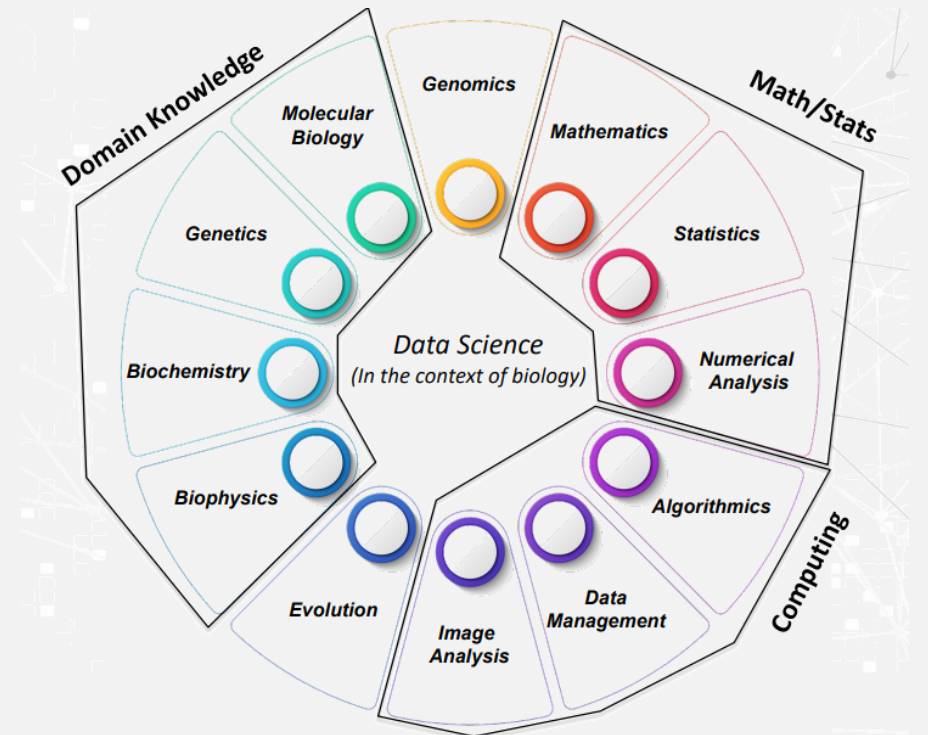 Domain Knowledge
Math/Stats
Computing
Genomics
Mathematics
Statistics
Numerical
Analysis
Algorithmics
Data
Management
Image
Analysis
Evolution
Biophysics
Biochemistry
Genetics
Molecular
Biology
Data Science
(In the context of biology)